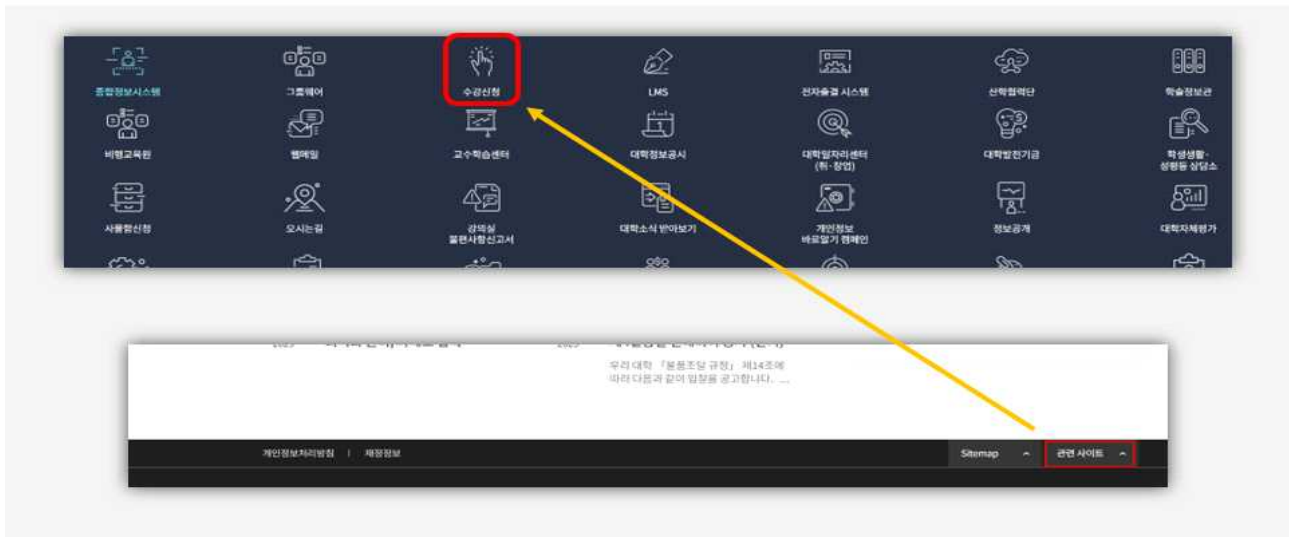 종합정보시스템 그룹웨어 수강신청 LMS 전자출결 시스템 산학협력단 학술정보관
비행교육원 웹메일 교수학습센터 대학정보공시 대학일자리센터 대학발전기금 학생생활·
(취·창업) 성평등 상담소
사물함신청 오시는길 강의실 대학소식 받아보기 개인정보 정보공개 대학자체평가
불편사항신고서 바로알기 캠페인
우리 대학 「물품조달 규정」 제14조에
따라 다음과 같이 입찰을 공고합니다. ...
개인정보처리방침 | 재정정보 Sitemap 관련 사이트